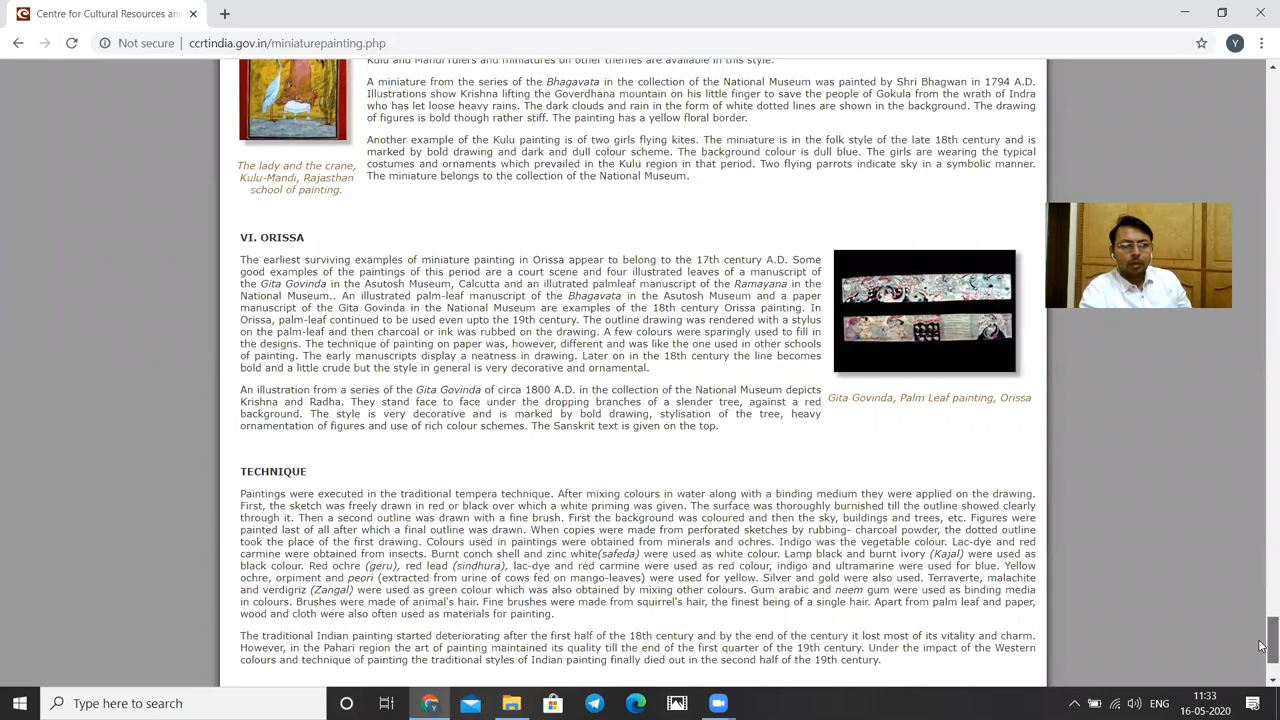 Centre for Cultural Resources and
Not secure
ccrtindia.gov.in/miniaturepainting.php
Y
Kulu and Mandi rulers and miniatures on other themes are available in this style.
A miniature from the series of the Bhagavata in the collection of the National Museum was painted by Shri Bhagwan in 1794 A.D.
Illustrations show Krishna lifting the Goverdhana mountain on his little finger to save the people of Gokula from the wrath of Indra
who has let loose heavy rains. The dark clouds and rain in the form of white dotted lines are shown in the background. The drawing
of figures is bold though rather stiff. The painting has a yellow floral border.
Another example of the Kulu painting is of two girls flying kites. The miniature is in the folk style of the late 18th century and is
marked by bold drawing and dark and dull colour scheme. The background colour is dull blue. The girls are wearing the typical
costumes and ornaments which prevailed in the Kulu region in that period. Two flying parrots indicate sky in a symbolic manner.
The miniature belongs to the collection of the National Museum.
The lady and the crane,
Kulu-Mandi, Rajasthan
school of painting.
VI. ORISSA
The earliest surviving examples of miniature painting in Orissa appear to belong to the 17th century A.D. Some
good examples of the paintings of this period are a court scene and four illustrated leaves of a manuscript of
the Gita Govinda in the Asutosh Museum, Calcutta and an illutrated palmleaf manuscript of the Ramayana in the
National Museum.. An illustrated palm-leaf manuscript of the Bhagavata in the Asutosh Museum and a paper
manuscript of the Gita Govinda in the National Museum are examples of the 18th century Orissa painting. In
Orissa, palm-leaf continued to be used even upto the 19th century. The outline drawing was rendered with a stylus
on the palm-leaf and then charcoal or ink was rubbed on the drawing. A few colours were sparingly used to fill in
the designs. The technique of painting on paper was, however, different and was like the one used in other schools
of painting. The early manuscripts display a neatness in drawing. Later on in the 18th century the line becomes
bold and a little crude but the style in general is very decorative and ornamental.
An illustration from a series of the Gita Govinda of circa 1800 A.D. in the collection of the National Museum depicts
Krishna and Radha. They stand face to face under the dropping branches of a slender tree, against a red
background. The style is very decorative and is marked by bold drawing, stylisation of the tree, heavy
ornamentation of figures and use of rich colour schemes. The Sanskrit text is given on the top.
Gita Govinda, Palm Leaf painting, Orissa
TECHNIQUE
Paintings were executed in the traditional tempera technique. After mixing colours in water along with a binding medium they were applied on the drawing.
First, the sketch was freely drawn in red or black over which a white priming was given. The surface was thoroughly burnished till the outline showed clearly
through it. Then a second outline was drawn with a fine brush. First the background was coloured and then the sky, buildings and trees, etc. Figures were
painted last of all after which a final outline was drawn. When copies were made from perforated sketches by rubbing- charcoal powder, the dotted outline
took the place of the first drawing. Colours used in paintings were obtained from minerals and ochres. Indigo was the vegetable colour. Lac-dye and red
carmine were obtained from insects. Burnt conch shell and zinc white(safeda) were used as white colour. Lamp black and burnt ivory (Kajal) were used as
black colour. Red ochre (geru), red lead (sindhura), lac-dye and red carmine were used as red colour, indigo and ultramarine were used for blue. Yellow
ochre, orpiment and peori (extracted from urine of cows fed on mango-leaves) were used for yellow. Silver and gold were also used. Terraverte, malachite
and verdigriz (Zangal) were used as green colour which was also obtained by mixing other colours. Gum arabic and neem gum were used as binding media
in colours. Brushes were made of animal's hair. Fine brushes were made from squirrel's hair, the finest being of a single hair. Apart from palm leaf and paper,
wood and cloth were also often used as materials for painting.
The traditional Indian painting started deteriorating after the first half of the 18th century and by the end of the century it lost most of its vitality and charm.
However, in the Pahari region the art of painting maintained its quality till the end of the first quarter of the 19th century. Under the impact of the Western
colours and technique of painting the traditional styles of Indian painting finally died out in the second half of the 19th century.
Type here to search
ENG
11:33
16-05-2020